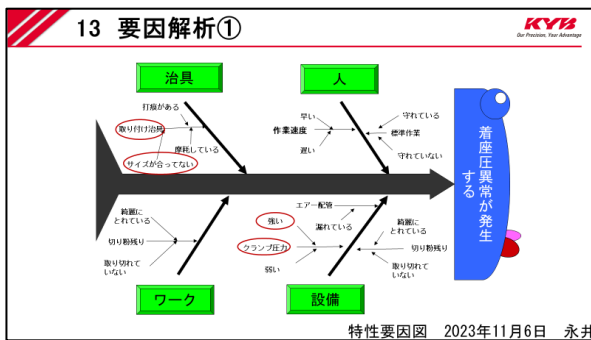 13 要因解析①
KYB
Our Precision, Your Advantage
治具
人
打痕がある
取り付け治具
摩耗している
サイズが合ってない
早い
作業速度
遅い
守れている
標準作業
守れていない
着座圧異常が発生
する
綺麗に
とれている
切り粉残り
取り切れて
いない
エアー配管
漏れている
強い
クランプ圧力
弱い
綺麗に
とれている
切り粉残り
取り切れて
いない
ワーク
設備
特性要因図 2023年11月6日 永井